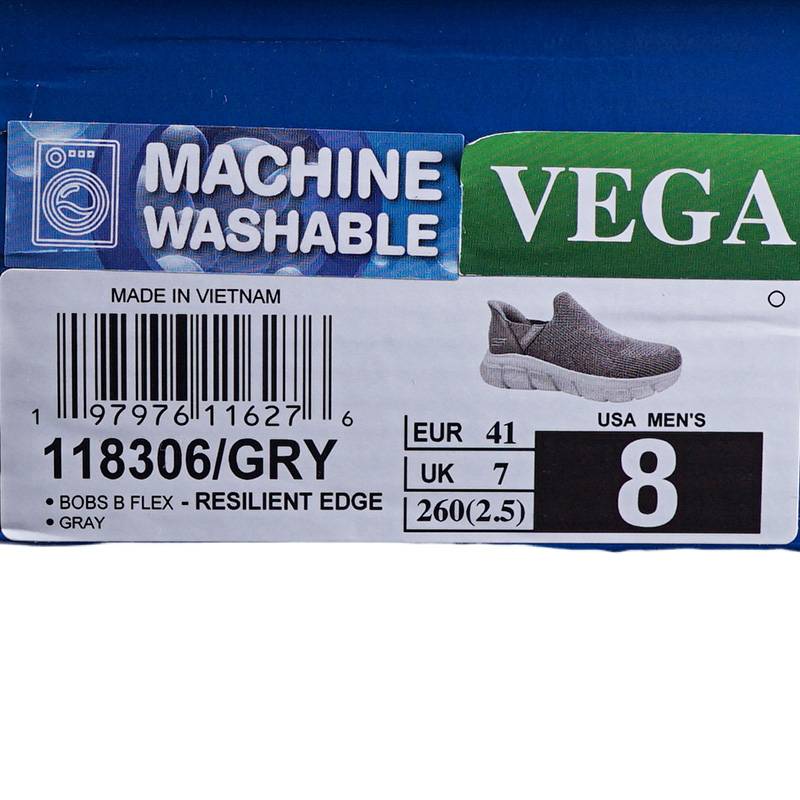 MACHINE
WASHABLE
VEGA
MADE IN VIETNAM
1 97976 11627 6
118306/GRY
• BOBS B FLEX - RESILIENT EDGE
• GRAY
EUR 41
UK 7
260(2.5)
USA MEN'S
8